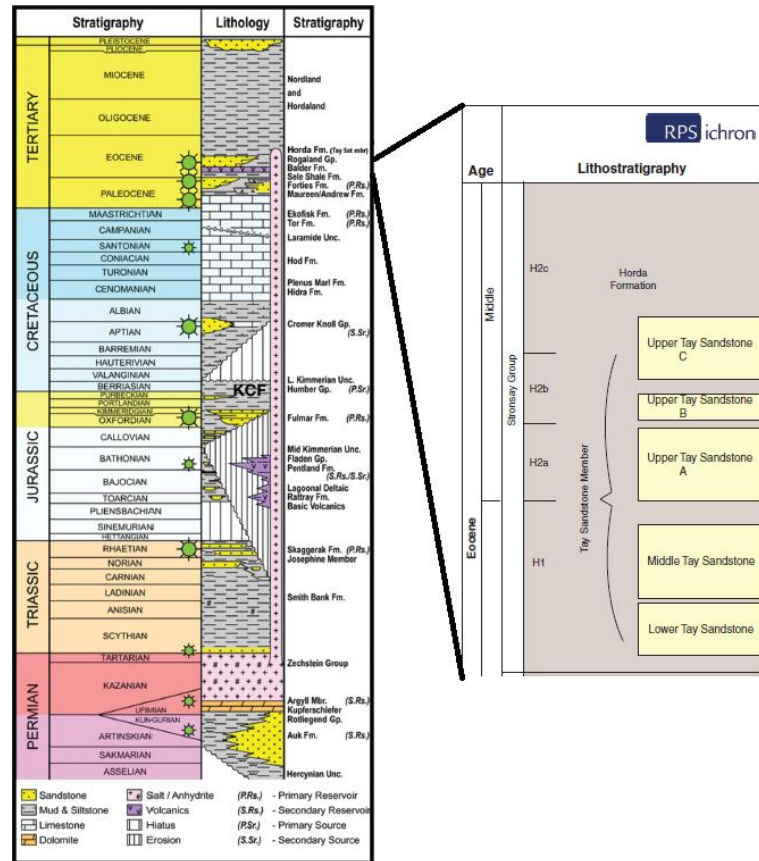 Stratigraphy Lithology Stratigraphy
TERTIARY
PLEISTOCENE
PLIOCENE
MIOCENE
OLIGOCENE
EOCENE
PALEOCENE
CRETACEOUS
MAASTRICHTIAN
CAMPANIAN
SANTONIAN
CONIACIAN
TURONIAN
CENOMANIAN
ALBIAN
APTIAN
BARREMIAN
HAUTERIVIAN
VALANGINIAN
BERRIASIAN
JURASSIC
PURBECKIAN
PORTLANDIAN
KIMMERIDGIAN
OXFORDIAN
CALLOVIAN
BATHONIAN
BAJOCIAN
TOARCIAN
PLIENSBACHIAN
SINEMURIAN
HETTANGIAN
TRIASSIC
RHAETIAN
NORIAN
CARNIAN
LADINIAN
ANISIAN
SCYTHIAN
PERMIAN
TARTARIAN
KAZANIAN
UFIMIAN
KUNGURIAN
ARTINSKIAN
SAKMARIAN
ASSELIAN
KCF
Nordland
and
Hordaland
Horda Fm. (Tay Sst mbr)
Rogaland Gp.
Balder Fm.
Sele Shale Fm.
Forties Fm. (P.Rs.)
Maureen/Andrew Fm.
Ekofisk Fm. (P.Rs.)
Tor Fm. (P.Rs.)
Laramide Unc.
Hod Fm.
Plenus Marl Fm.
Hidra Fm.
Cromer Knoll Gp.
(S.Sr.)
L. Kimmerian Unc.
Humber Gp. (P.Sr)
Fulmar Fm. (P.Rs.)
Mid Kimmerian Unc.
Fladen Gp.
Pentland Fm.
(S.Rs./S.Sr.)
Lagoonal Deltaic
Rattray Fm.
Basic Volcanics
Skaggerak Fm. (P.Rs.)
Josephine Member
Smith Bank Fm.
Zechstein Group
Argyll Mbr. (S.Rs.)
Kupferschiefer
Rotliegend Gp.
Auk Fm. (S.Rs.)
Hercynian Unc.
Sandstone Salt / Anhydrite (P.Rs.) - Primary Reservoir
Mud & Siltstone Volcanics (S.Rs.) - Secondary Reservoir
Limestone Hiatus (P.Sr.) - Primary Source
Dolomite Erosion (S.Sr.) - Secondary Source
RPS ichron
Age Lithostratigraphy
Eocene
Middle
Stronsay Group
H2c
H2b
H2a
H1
Horda
Formation
Tay Sandstone Member
Upper Tay Sandstone
C
Upper Tay Sandstone
B
Upper Tay Sandstone
A
Middle Tay Sandstone
Lower Tay Sandstone